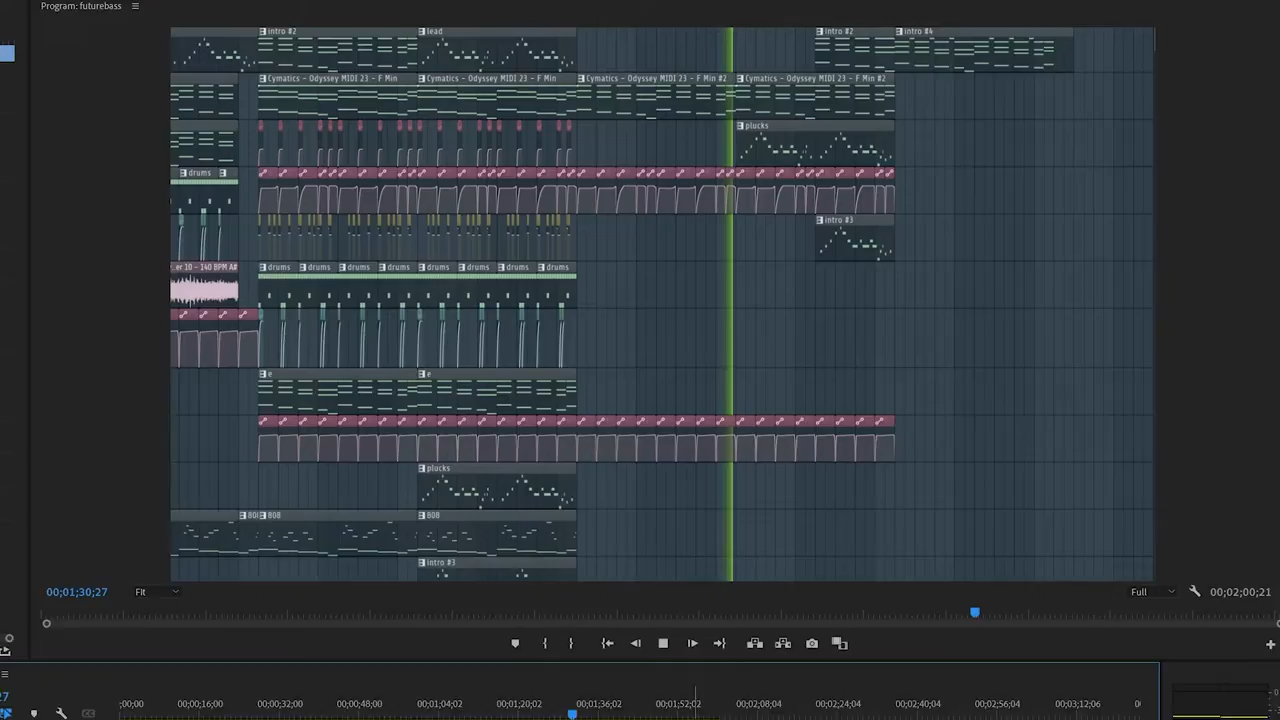 Program: futurebass
intro #2
lead
intro #2
intro #4
Cymatics - Odyssey MIDI 23 - F Min
Cymatics - Odyssey MIDI 23 - F Min
Cymatics - Odyssey MIDI 23 - F Min #2
Cymatics - Odyssey MIDI 23 - F Min #2
plucks
drums
intro #3
er 10 - 140 BPM A#
drums
drums
drums
drums
drums
drums
drums
drums
e
e
plucks
808
808
intro #3
00;01;30;27
Fit
Full
00;02;00;21
27
;00;00
00;00;16;00
00;00;32;00
00;00;48;00
00;01;04;02
00;01;20;02
00;01;36;02
00;01;52;02
00;02;08;04
00;02;24;04
00;02;40;04
00;02;56;04
00;03;12;06